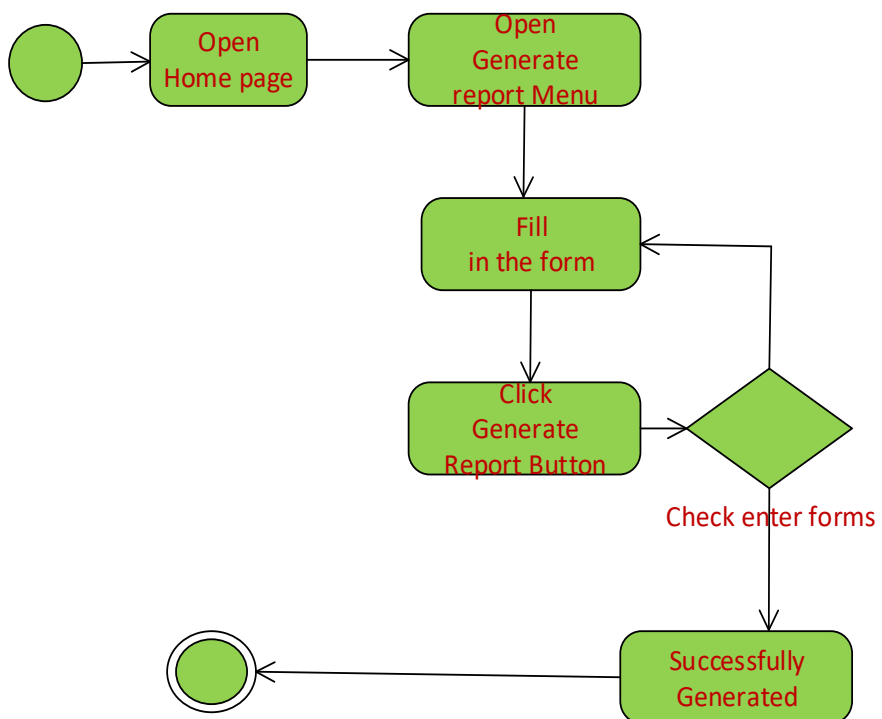 Open
Home page
Open
Generate
report Menu
Fill
in the form
Click
Generate
Report Button
Check enter forms
Successfully
Generated